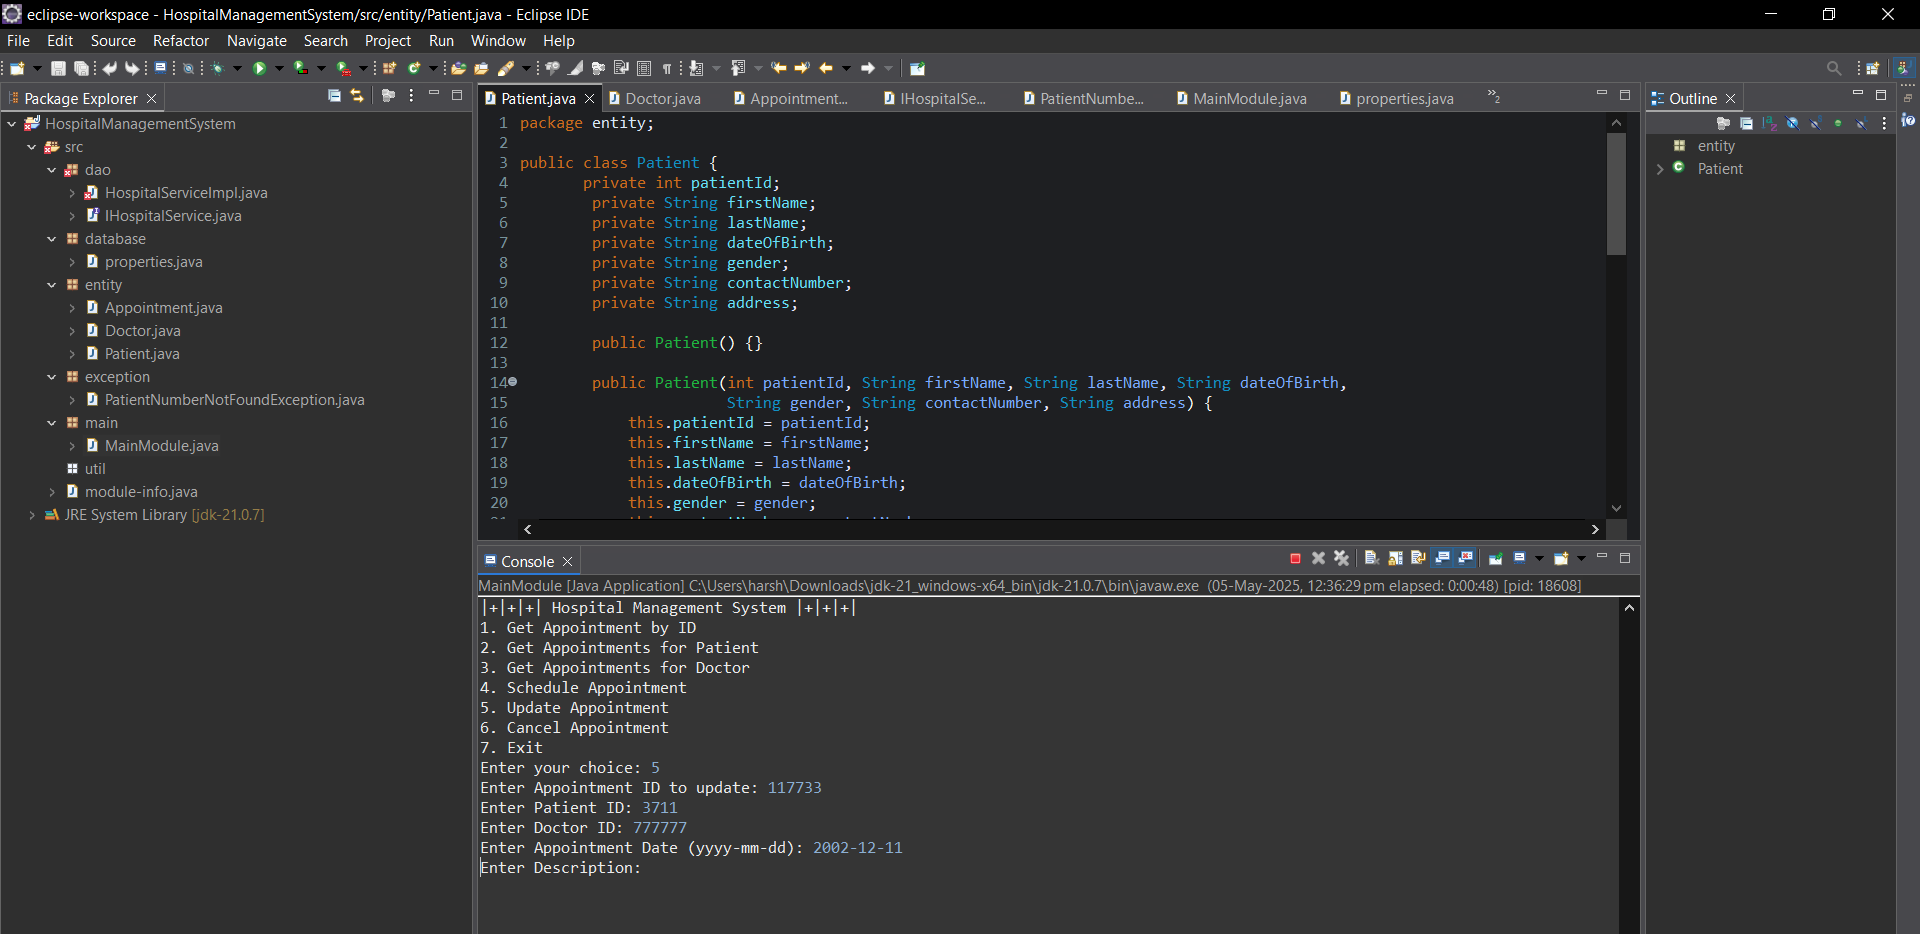 eclipse-workspace - HospitalManagementSystem/src/entity/Patient.java - Eclipse IDE
File Edit Source Refactor Navigate Search Project Run Window Help
Package Explorer
HospitalManagementSystem
src
dao
HospitalServiceImpl.java
IHospitalService.java
database
properties.java
entity
Appointment.java
Doctor.java
Patient.java
exception
PatientNumberNotFoundException.java
main
MainModule.java
util
module-info.java
JRE System Library [jdk-21.0.7]
Patient.java Doctor.java Appointment... IHospitalSe... PatientNumbe... MainModule.java properties.java »2
1 package entity;
2
3 public class Patient {
4 private int patientId;
5 private String firstName;
6 private String lastName;
7 private String dateOfBirth;
8 private String gender;
9 private String contactNumber;
10 private String address;
11
12 public Patient() {}
13
14 public Patient(int patientId, String firstName, String lastName, String dateOfBirth,
15 String gender, String contactNumber, String address) {
16 this.patientId = patientId;
17 this.firstName = firstName;
18 this.lastName = lastName;
19 this.dateOfBirth = dateOfBirth;
20 this.gender = gender;
Outline
entity
Patient
Console
MainModule [Java Application] C:\Users\harsh\Downloads\jdk-21_windows-x64_bin\jdk-21.0.7\bin\javaw.exe (05-May-2025, 12:36:29 pm elapsed: 0:00:48) [pid: 18608]
|+|+|+| Hospital Management System |+|+|+|
1. Get Appointment by ID
2. Get Appointments for Patient
3. Get Appointments for Doctor
4. Schedule Appointment
5. Update Appointment
6. Cancel Appointment
7. Exit
Enter your choice: 5
Enter Appointment ID to update: 117733
Enter Patient ID: 3711
Enter Doctor ID: 777777
Enter Appointment Date (yyyy-mm-dd): 2002-12-11
Enter Description: